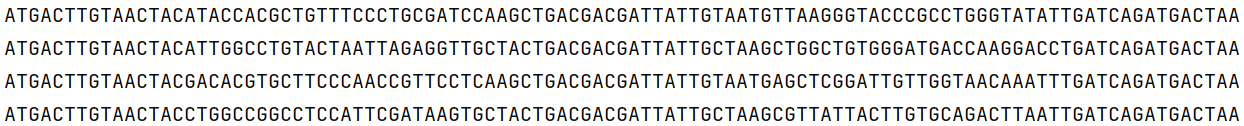 ATGACTTGTAACTACATACCACGCTGTTTCCCTGCGATCCAAGCTGACGACGATTATTGTAATGTTAAGGGTACCCGCCTGGGTATATTGATCAGATGACTAA
ATGACTTGTAACTACATTGGCCTGTACTAATTAGAGGTTGCTACTGACGACGATTATTGCTAAGCTGGCTGTGGGATGACCAAGGACCTGATCAGATGACTAA
ATGACTTGTAACTACGACACGTGCTTCCCAACCGTTCCTCAAGCTGACGACGATTATTGTAATGAGCTCGGATTGTTGGTAACAAATTTGATCAGATGACTAA
ATGACTTGTAACTACCTGGCCGGCCTCCATTCGATAAGTGCTACTGACGACGATTATTGCTAAGCGTTATTACTTGTGCAGACTTAATTGATCAGATGACTAA